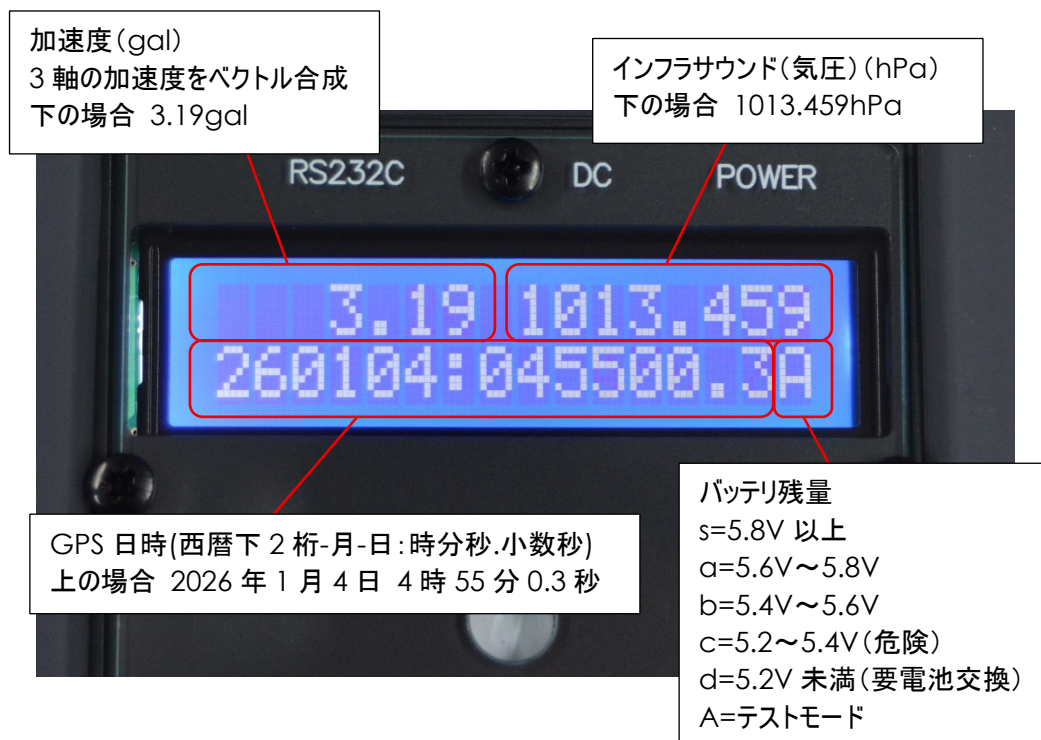 加速度(gal)
3 軸の加速度をベクトル合成
下の場合 3.19gal
インフラサウンド(気圧)(hPa)
下の場合 1013.459hPa
RS232C DC POWER
3.19 1013.459
260104:045500.3A
GPS 日時(西暦下 2 桁-月-日:時分秒.小数秒)
上の場合 2026 年 1 月 4 日 4 時 55 分 0.3 秒
バッテリ残量
s=5.8V 以上
a=5.6V～5.8V
b=5.4V～5.6V
c=5.2～5.4V(危険)
d=5.2V 未満(要電池交換)
A=テストモード